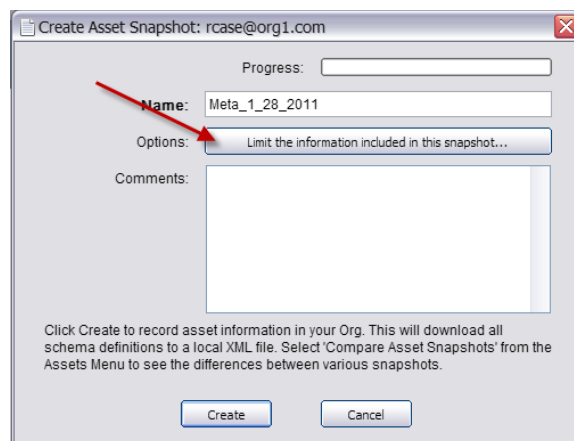 Create Asset Snapshot: rcase@org1.com
Progress:
Name: Meta_1_28_2011
Options: Limit the information included in this snapshot...
Comments:
Click Create to record asset information in your Org. This will download all
schema definitions to a local XML file. Select 'Compare Asset Snapshots' from the
Assets Menu to see the differences between various snapshots.
Create Cancel